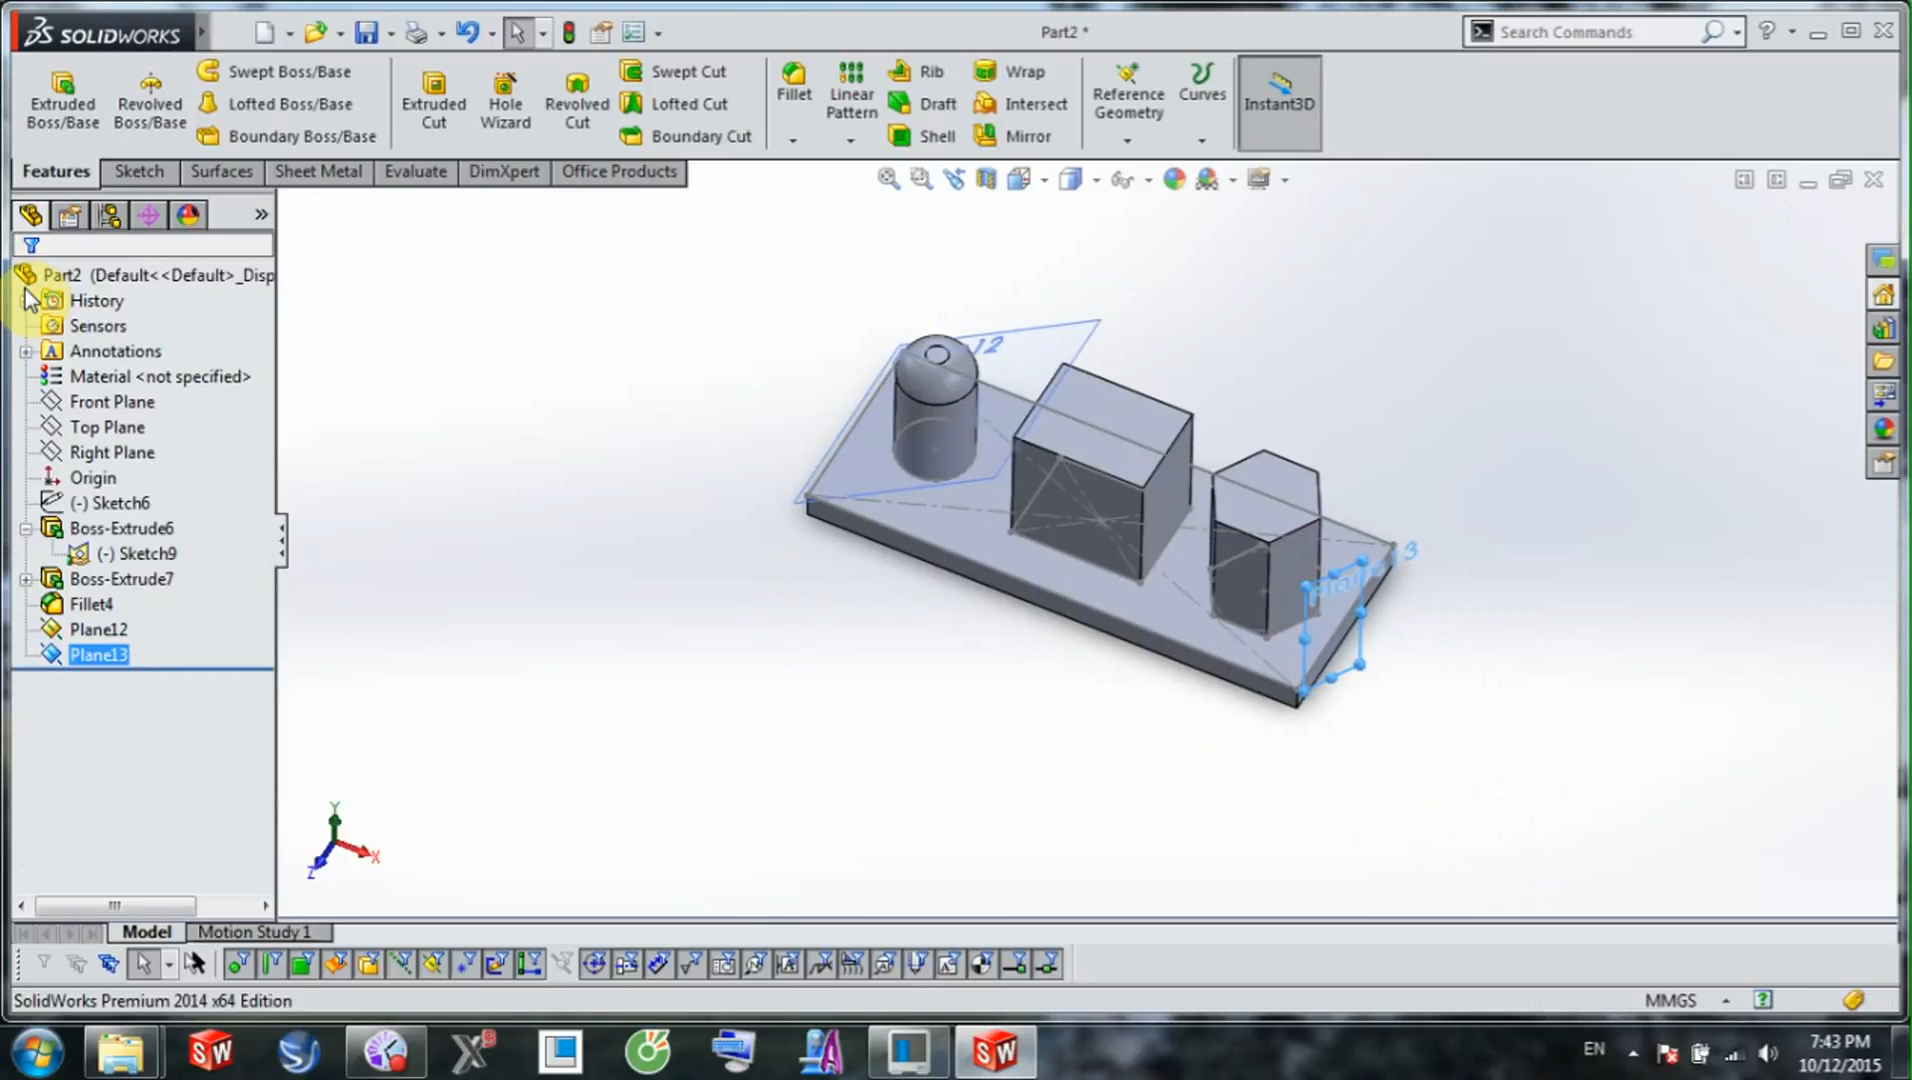 SOLIDWORKS
Part2 *
Search Commands
Extruded Boss/Base
Revolved Boss/Base
Swept Boss/Base
Lofted Boss/Base
Boundary Boss/Base
Extruded Cut
Hole Wizard
Revolved Cut
Swept Cut
Lofted Cut
Boundary Cut
Fillet
Linear Pattern
Rib
Draft
Shell
Wrap
Intersect
Mirror
Reference Geometry
Curves
Instant3D
Features
Sketch
Surfaces
Sheet Metal
Evaluate
DimXpert
Office Products
Part2 (Default<<Default>_Disp
History
Sensors
Annotations
Material <not specified>
Front Plane
Top Plane
Right Plane
Origin
(-) Sketch6
Boss-Extrude6
(-) Sketch9
Boss-Extrude7
Fillet4
Plane12
Plane13
12
3
Y
X
Z
Model
Motion Study 1
SolidWorks Premium 2014 x64 Edition
MMGS
EN
7:43 PM
10/12/2015